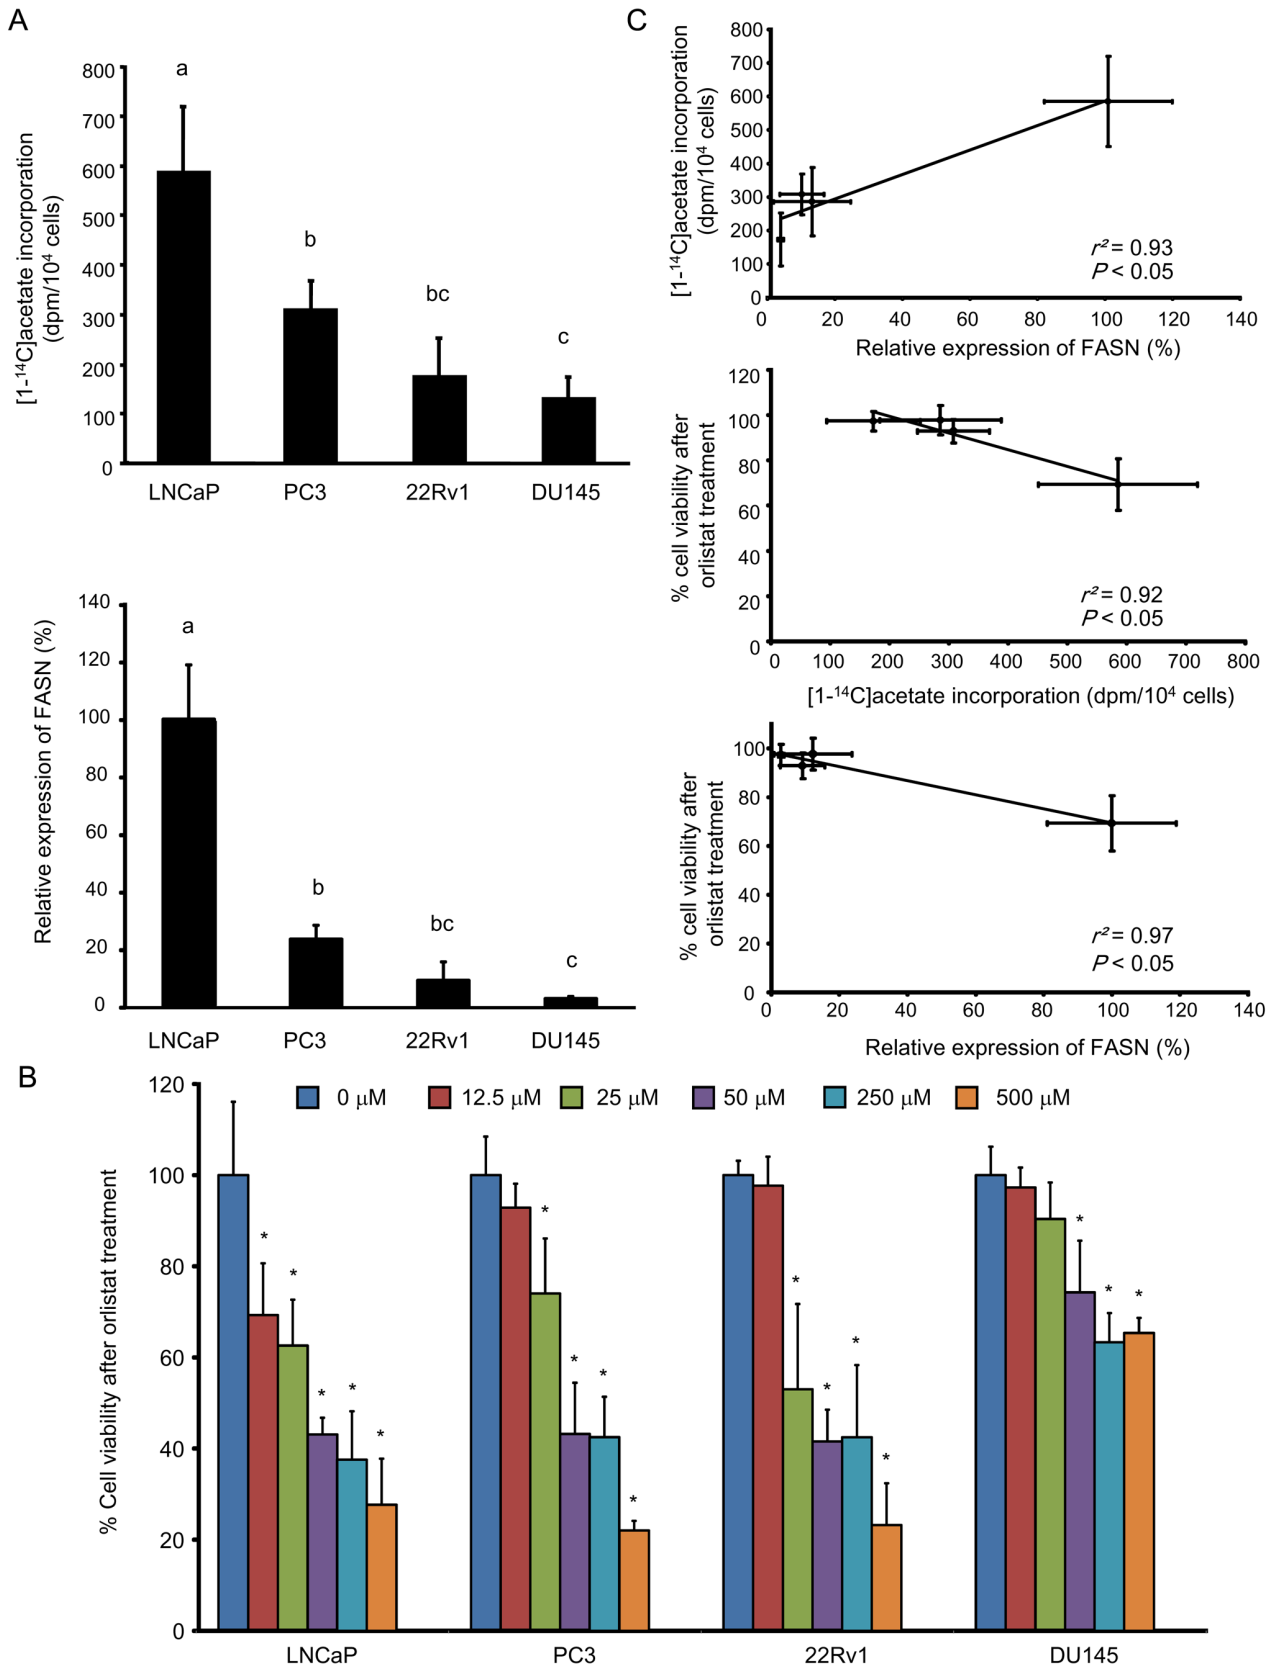 A
800
700
600
500
400
300
200
100
0
[1-¹⁴C]acetate incorporation
(dpm/10⁴ cells)
a
b
bc
c
LNCaP PC3 22Rv1 DU145
140
120
100
80
60
40
20
0
Relative expression of FASN (%)
a
b
bc
c
LNCaP PC3 22Rv1 DU145
C
800
700
600
500
400
300
200
100
0
[1-¹⁴C]acetate incorporation
(dpm/10⁴ cells)
r² = 0.93
P < 0.05
0 20 40 60 80 100 120 140
Relative expression of FASN (%)
120
100
80
60
40
20
0
% cell viability after
orlistat treatment
r² = 0.92
P < 0.05
0 100 200 300 400 500 600 700 800
[1-¹⁴C]acetate incorporation (dpm/10⁴ cells)
100
80
60
40
20
0
% cell viability after
orlistat treatment
r² = 0.97
P < 0.05
0 20 40 60 80 100 120 140
Relative expression of FASN (%)
B
120
100
80
60
40
20
0
% Cell viability after orlistat treatment
0 µM 12.5 µM 25 µM 50 µM 250 µM 500 µM
* * * * *
* * * *
* * * *
* * *
LNCaP PC3 22Rv1 DU145